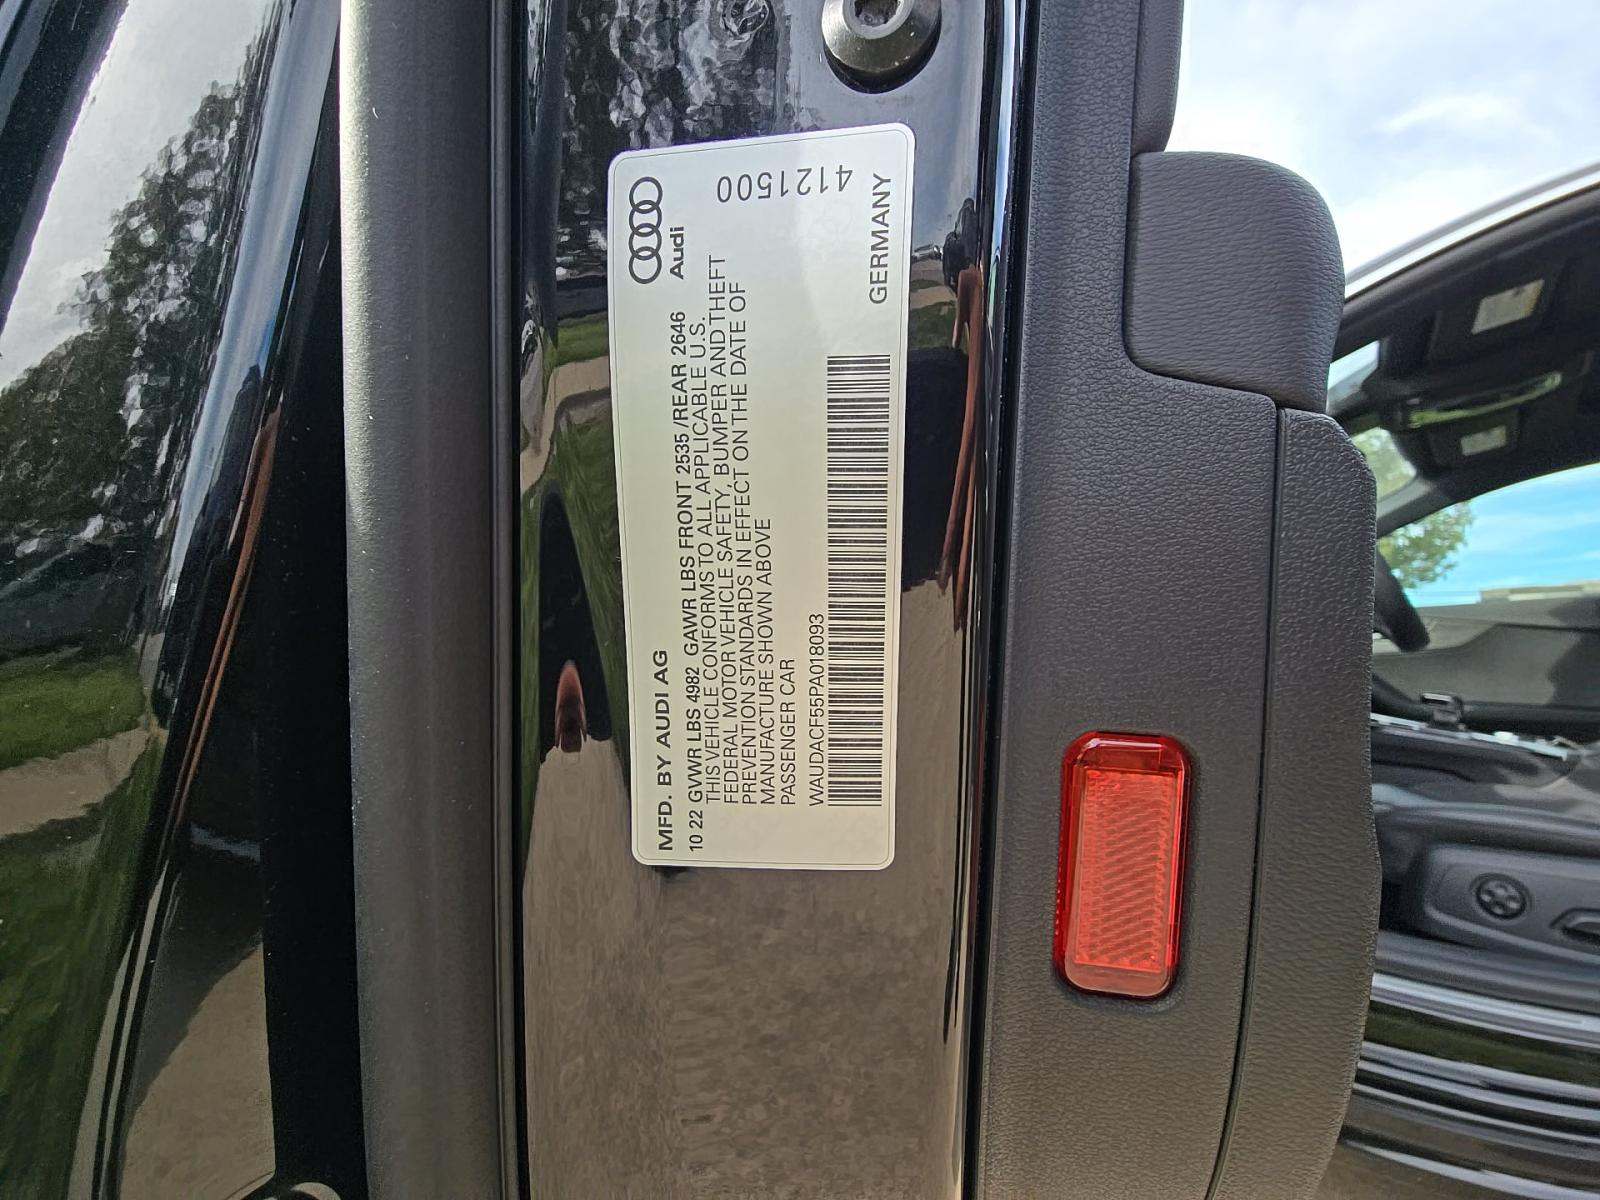 MFD. BY AUDI AG
Audi
10 22 GVWR LBS 4982 GAWR LBS FRONT 2535 /REAR 2646
THIS VEHICLE CONFORMS TO ALL APPLICABLE U.S.
FEDERAL MOTOR VEHICLE SAFETY, BUMPER AND THEFT
PREVENTION STANDARDS IN EFFECT ON THE DATE OF
MANUFACTURE SHOWN ABOVE
PASSENGER CAR
WAUDACF55PA018093
GERMANY
4121500